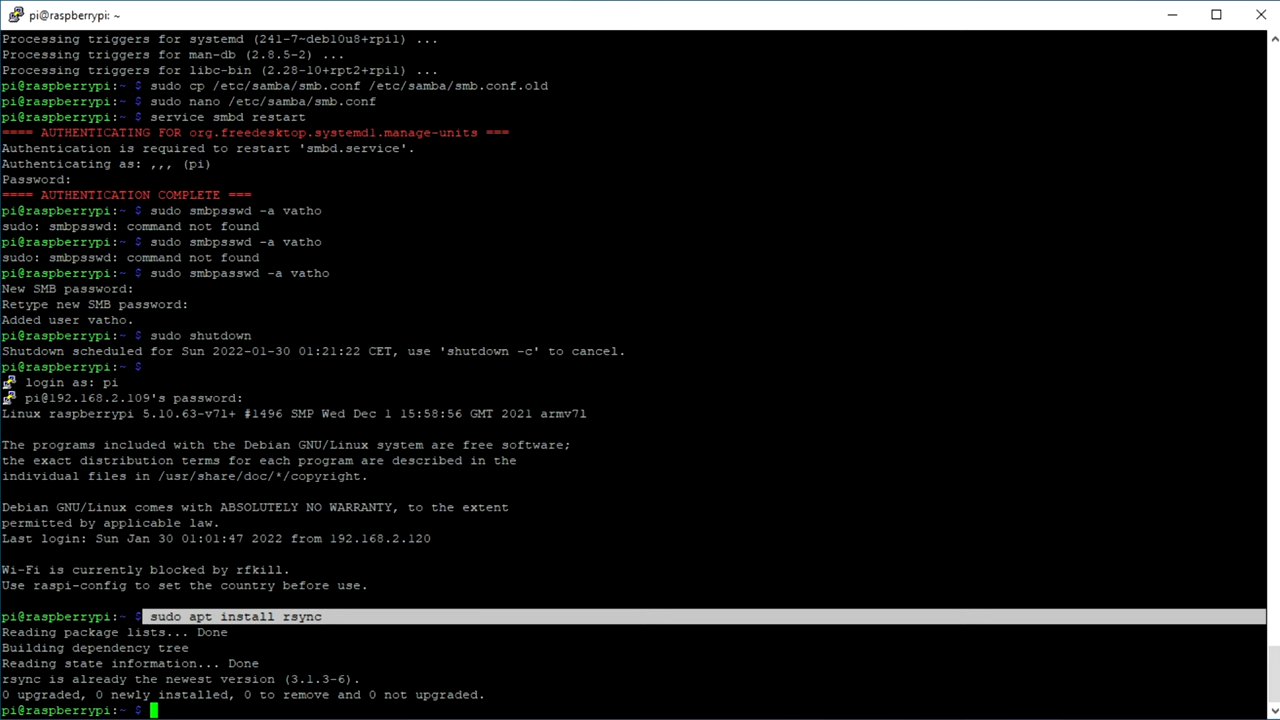 pi@raspberrypi: ~
Processing triggers for systemd (241-7~deb10u8+rpi1) ...
Processing triggers for man-db (2.8.5-2) ...
Processing triggers for libc-bin (2.28-10+rpt2+rpi1) ...
pi@raspberrypi:~ $ sudo cp /etc/samba/smb.conf /etc/samba/smb.conf.old
pi@raspberrypi:~ $ sudo nano /etc/samba/smb.conf
pi@raspberrypi:~ $ service smbd restart
==== AUTHENTICATING FOR org.freedesktop.systemd1.manage-units ===
Authentication is required to restart 'smbd.service'.
Authenticating as: ,,, (pi)
Password:
==== AUTHENTICATION COMPLETE ===
pi@raspberrypi:~ $ sudo smbpsswd -a vatho
sudo: smbpsswd: command not found
pi@raspberrypi:~ $ sudo smbpsswd -a vatho
sudo: smbpsswd: command not found
pi@raspberrypi:~ $ sudo smbpasswd -a vatho
New SMB password:
Retype new SMB password:
Added user vatho.
pi@raspberrypi:~ $ sudo shutdown
Shutdown scheduled for Sun 2022-01-30 01:21:22 CET, use 'shutdown -c' to cancel.
pi@raspberrypi:~ $
login as: pi
pi@192.168.2.109's password:
Linux raspberrypi 5.10.63-v7l+ #1496 SMP Wed Dec 1 15:58:56 GMT 2021 armv7l
The programs included with the Debian GNU/Linux system are free software;
the exact distribution terms for each program are described in the
individual files in /usr/share/doc/*/copyright.
Debian GNU/Linux comes with ABSOLUTELY NO WARRANTY, to the extent
permitted by applicable law.
Last login: Sun Jan 30 01:01:47 2022 from 192.168.2.120
Wi-Fi is currently blocked by rfkill.
Use raspi-config to set the country before use.
pi@raspberrypi:~ $ sudo apt install rsync
Reading package lists... Done
Building dependency tree
Reading state information... Done
rsync is already the newest version (3.1.3-6).
0 upgraded, 0 newly installed, 0 to remove and 0 not upgraded.
pi@raspberrypi:~ $